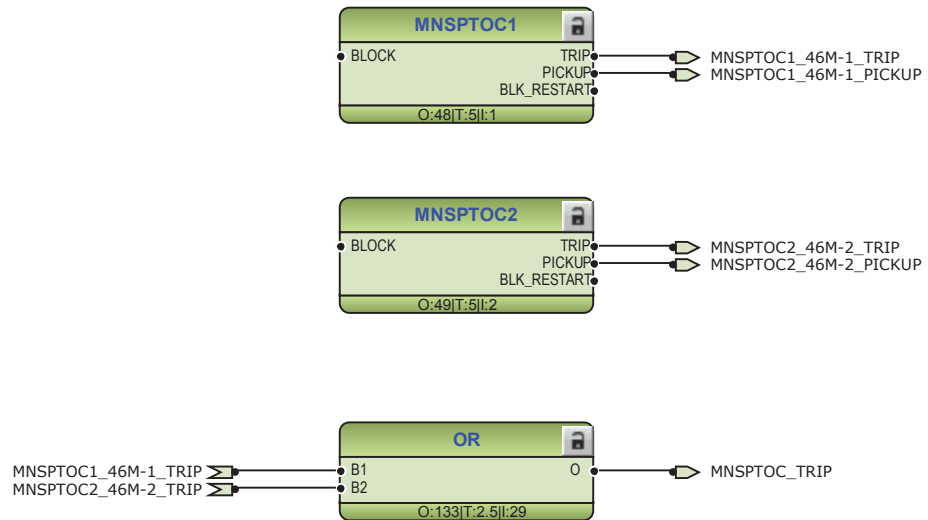 MNSPTOC1
BLOCK TRIP MNSPTOC1_46M-1_TRIP
PICKUP MNSPTOC1_46M-1_PICKUP
BLK_RESTART
O:48|T:5|I:1
MNSPTOC2
BLOCK TRIP MNSPTOC2_46M-2_TRIP
PICKUP MNSPTOC2_46M-2_PICKUP
BLK_RESTART
O:49|T:5|I:2
OR
MNSPTOC1_46M-1_TRIP B1 O MNSPTOC_TRIP
MNSPTOC2_46M-2_TRIP B2
O:133|T:2.5|I:29